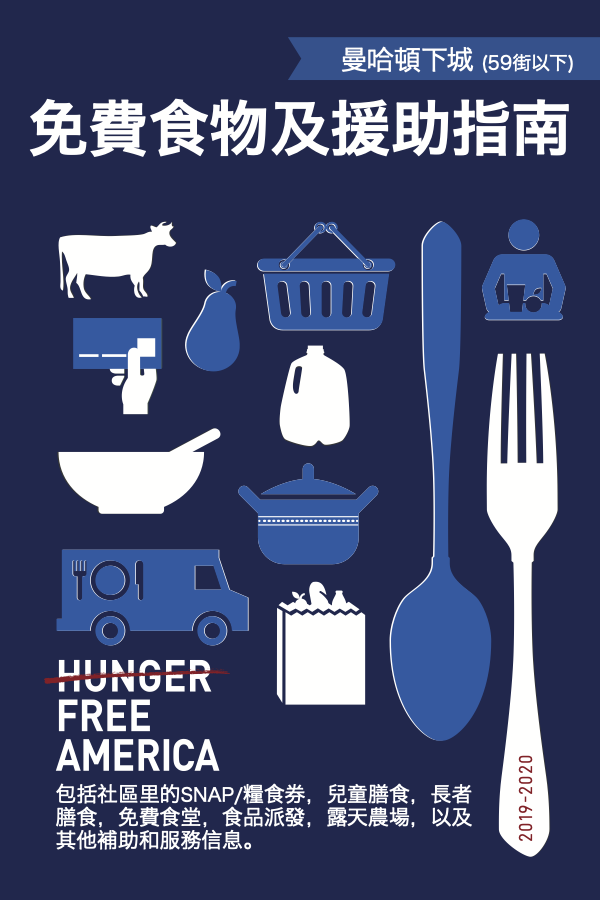 曼哈頓下城 (59街以下)
免費食物及援助指南
HUNGER
FREE
AMERICA
包括社區里的SNAP/糧食券，兒童膳食，長者
膳食，免費食堂，食品派發，露天農場，以及
其他補助和服務信息。
2019-2020